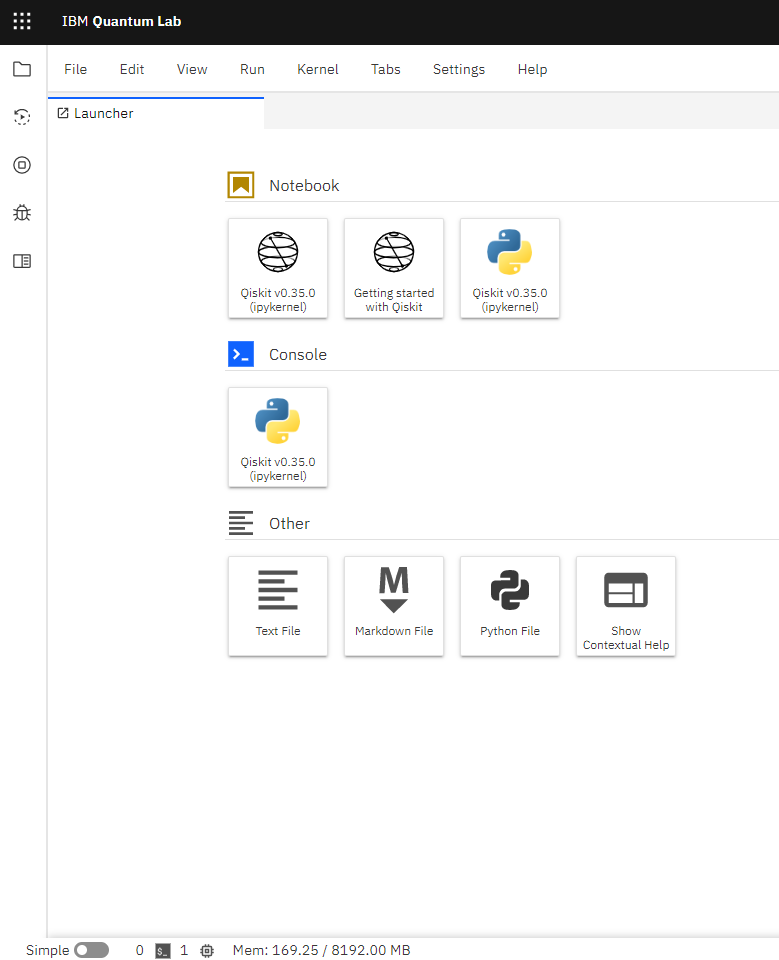 IBM Quantum Lab
File Edit View Run Kernel Tabs Settings Help
Launcher
Notebook
Qiskit v0.35.0
(ipykernel)
Getting started
with Qiskit
Qiskit v0.35.0
(ipykernel)
Console
Qiskit v0.35.0
(ipykernel)
Other
Text File
M
Markdown File
Python File
Show
Contextual Help
Simple 0 $_ 1 Mem: 169.25 / 8192.00 MB